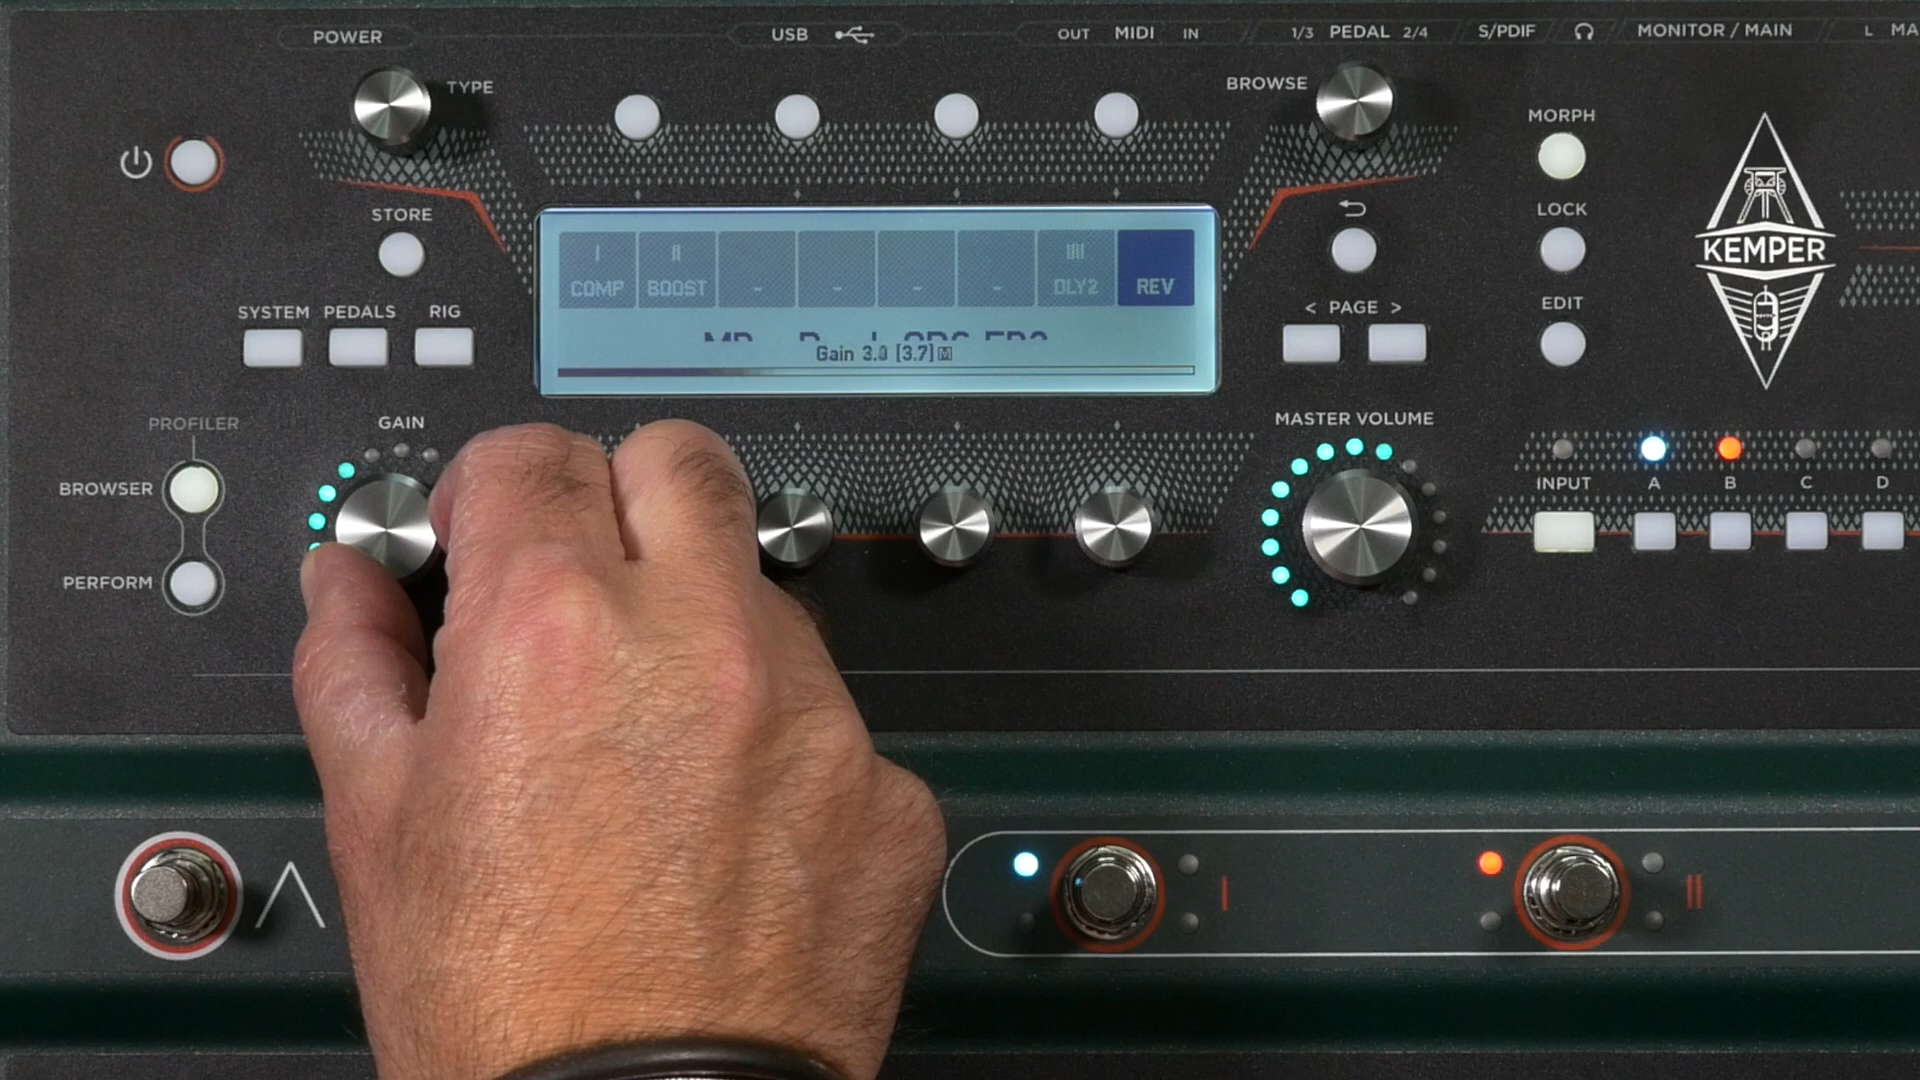 POWER
USB
OUT MIDI IN
1/3 PEDAL 2/4
S/PDIF
MONITOR / MAIN
L
TYPE
BROWSE
MORPH
STORE
LOCK
KEMPER
SYSTEM PEDALS RIG
COMP BOOST - - - - DLY2 REV
< PAGE >
EDIT
Gain 3.0 [3.7] M
PROFILER
GAIN
MASTER VOLUME
BROWSER
INPUT A B C D
PERFORM
I
II